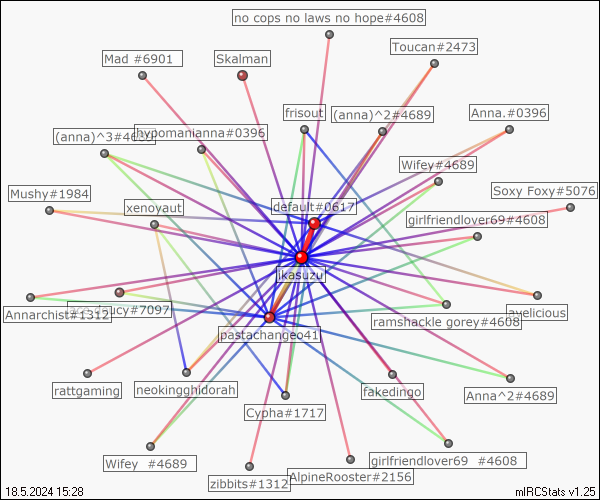 no cops no laws no hope#4608
Toucan#2473
Mad #6901
Skalman
frisout
(anna)^2#4689
Anna.#0396
(anna)^3#4689
hypomanianna#0396
Wifey#4689
Mushy#1984
xenoyaut
default#0617
Soxy Foxy#5076
girlfriendlover69#4608
jkasuzu
Annarchist#1312
ucy#7097
ramshackle gorey#4608
avelicious
pastachangeo41
rattgaming
neokingghidorah
fakedingo
Anna^2#4689
Cypha#1717
Wifey  #4689
girlfriendlover69  #4608
zibbits#1312
AlpineRooster#2156
18.5.2024 15:28
mIRCStats v1.25